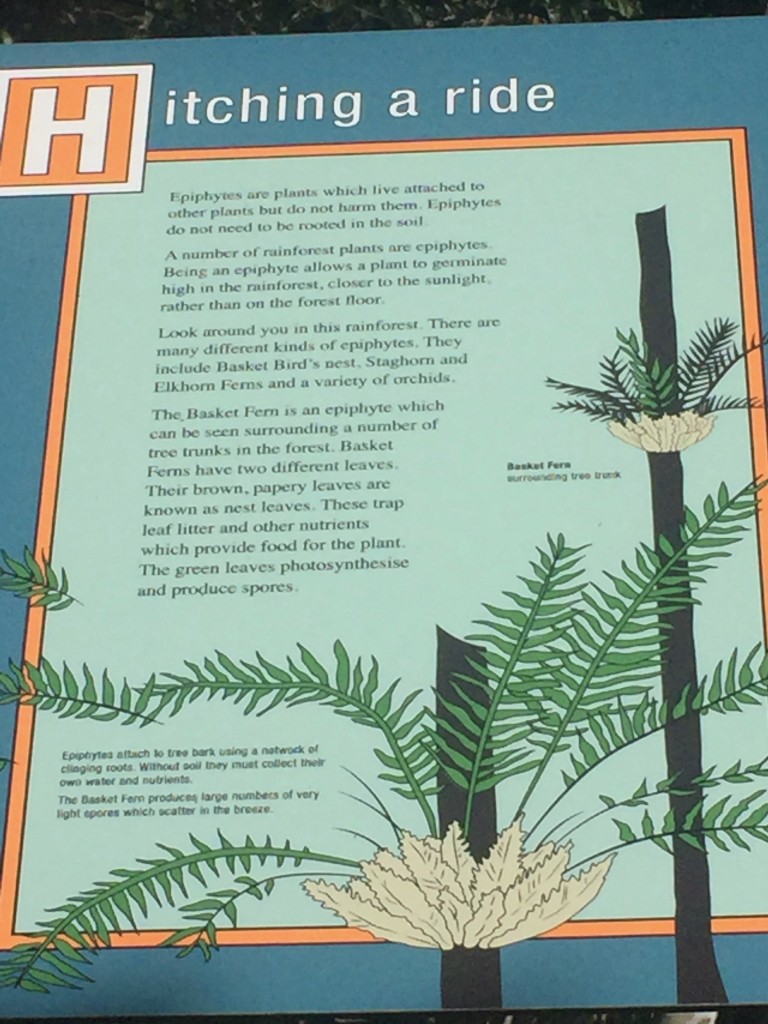 Hitching a ride
Epiphytes are plants which live attached to
other plants but do not harm them. Epiphytes
do not need to be rooted in the soil.
A number of rainforest plants are epiphytes.
Being an epiphyte allows a plant to germinate
high in the rainforest, closer to the sunlight,
rather than on the forest floor.
Look around you in this rainforest. There are
many different kinds of epiphytes. They
include Basket Bird's nest, Staghorn and
Elkhorn Ferns and a variety of orchids.
The Basket Fern is an epiphyte which
can be seen surrounding a number of
tree trunks in the forest. Basket
Ferns have two different leaves.
Their brown, papery leaves are
known as nest leaves. These trap
leaf litter and other nutrients
which provide food for the plant.
The green leaves photosynthesise
and produce spores.
Basket Fern
surrounding tree trunk
Epiphytes attach to tree bark using a network of
clinging roots. Without soil they must collect their
own water and nutrients.
The Basket Fern produces large numbers of very
light spores which scatter in the breeze.